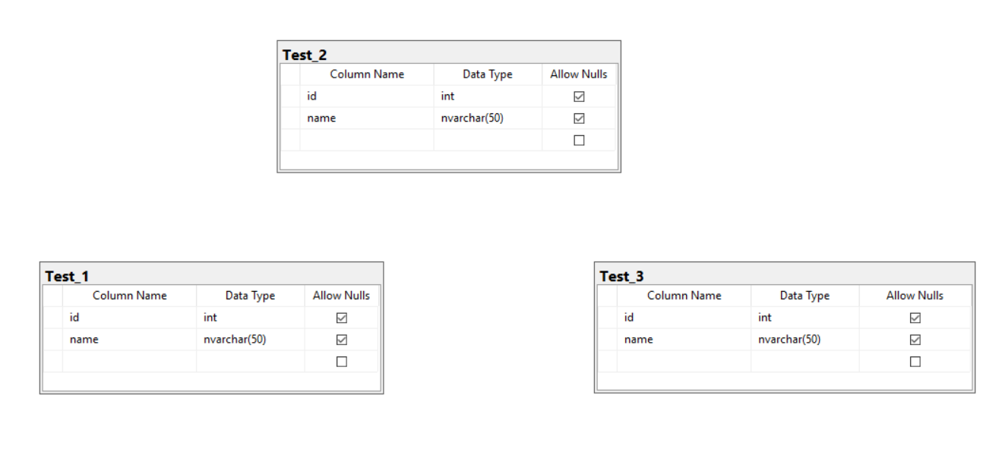 Test_2
Column Name Data Type Allow Nulls
id int
name nvarchar(50)
Test_1
Column Name Data Type Allow Nulls
id int
name nvarchar(50)
Test_3
Column Name Data Type Allow Nulls
id int
name nvarchar(50)